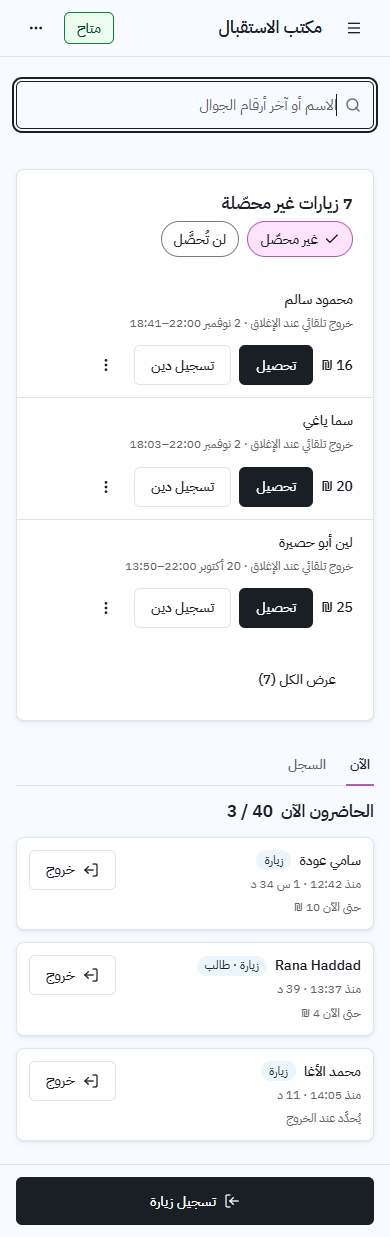 مكتب الاستقبال
متاح
الاسم أو آخر أرقام الجوال
7 زيارات غير محصّلة
غير محصّل
لن تُحصَّل
محمود سالم
خروج تلقائي عند الإغلاق · 2 نوفمبر 22:00–18:41
16 ₪ تحصيل تسجيل دين
سما ياغي
خروج تلقائي عند الإغلاق · 2 نوفمبر 22:00–18:03
20 ₪ تحصيل تسجيل دين
لين أبو حصيرة
خروج تلقائي عند الإغلاق · 20 أكتوبر 22:00–13:50
25 ₪ تحصيل تسجيل دين
عرض الكل (7)
الآن السجل
الحاضرون الآن 3 / 40
سامي عودة زيارة
منذ 12:42 · 1 س 34 د
حتى الآن 10 ₪
خروج
Rana Haddad زيارة · طالب
منذ 13:37 · 39 د
حتى الآن 4 ₪
خروج
محمد الأغا زيارة
منذ 14:05 · 11 د
يُحدَّد عند الخروج
خروج
تسجيل زيارة